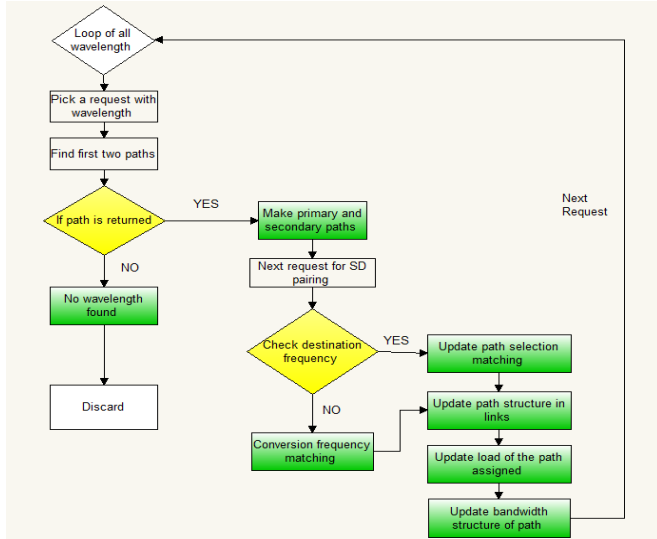 Loop of all
wavelength
Pick a request with
wavelength
Find first two paths
If path is returned
YES
Make primary and
secondary paths
Next
Request
NO
Next request for SD
pairing
No wavelength
found
Check destination
frequency
YES
Update path selection
matching
Discard
NO
Update path structure in
links
Conversion frequency
matching
Update load of the path
assigned
Update bandwidth
structure of path